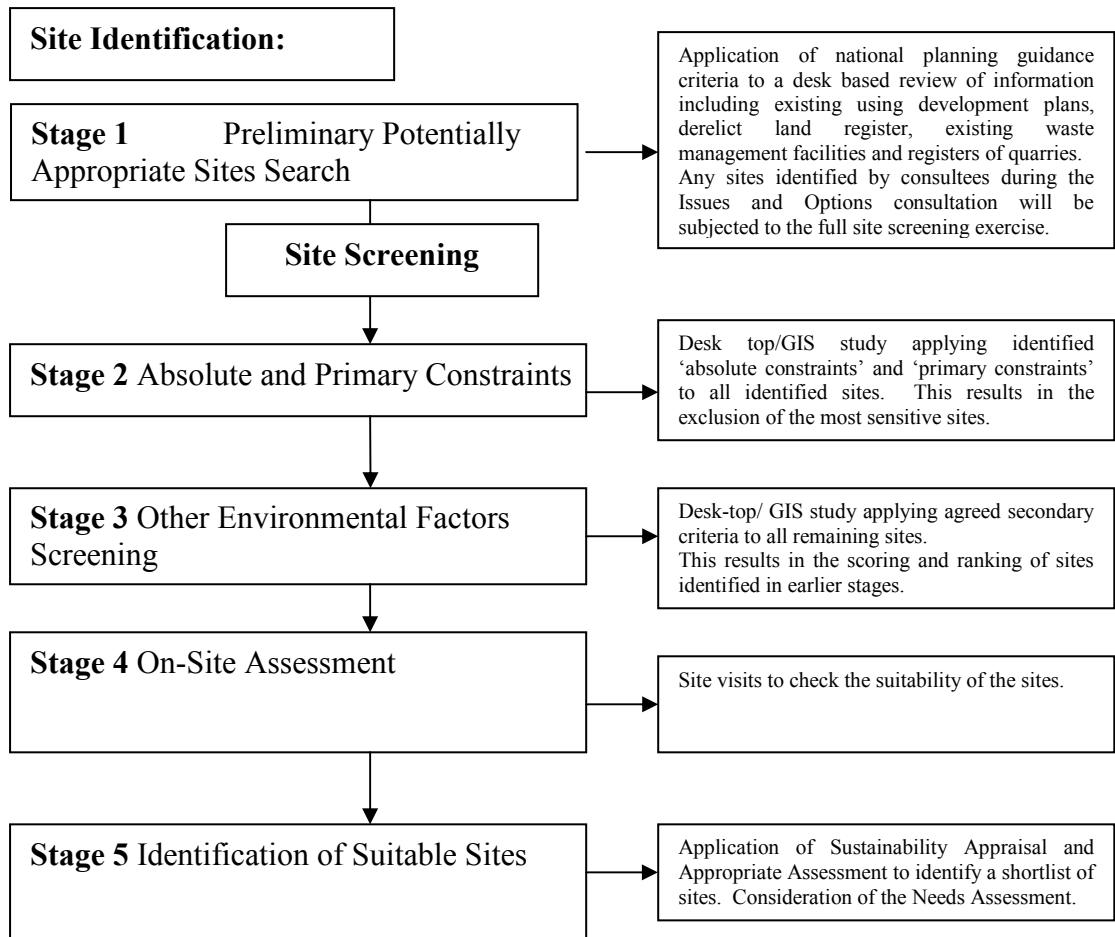 Site Identification:
Stage 1 Preliminary Potentially
Appropriate Sites Search
Application of national planning guidance
criteria to a desk based review of information
including existing using development plans,
derelict land register, existing waste
management facilities and registers of quarries.
Any sites identified by consultees during the
Issues and Options consultation will be
subjected to the full site screening exercise.
Site Screening
Stage 2 Absolute and Primary Constraints
Desk top/GIS study applying identified
‘absolute constraints’ and ‘primary constraints’
to all identified sites. This results in the
exclusion of the most sensitive sites.
Stage 3 Other Environmental Factors
Screening
Desk-top/ GIS study applying agreed secondary
criteria to all remaining sites.
This results in the scoring and ranking of sites
identified in earlier stages.
Stage 4 On-Site Assessment
Site visits to check the suitability of the sites.
Stage 5 Identification of Suitable Sites
Application of Sustainability Appraisal and
Appropriate Assessment to identify a shortlist of
sites. Consideration of the Needs Assessment.